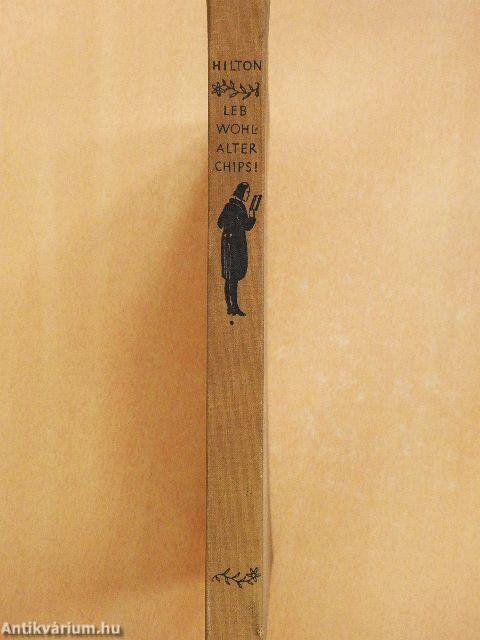 HILTON
LEB
WOHL-
ALTER
CHIPS!
Antikvárium.hu